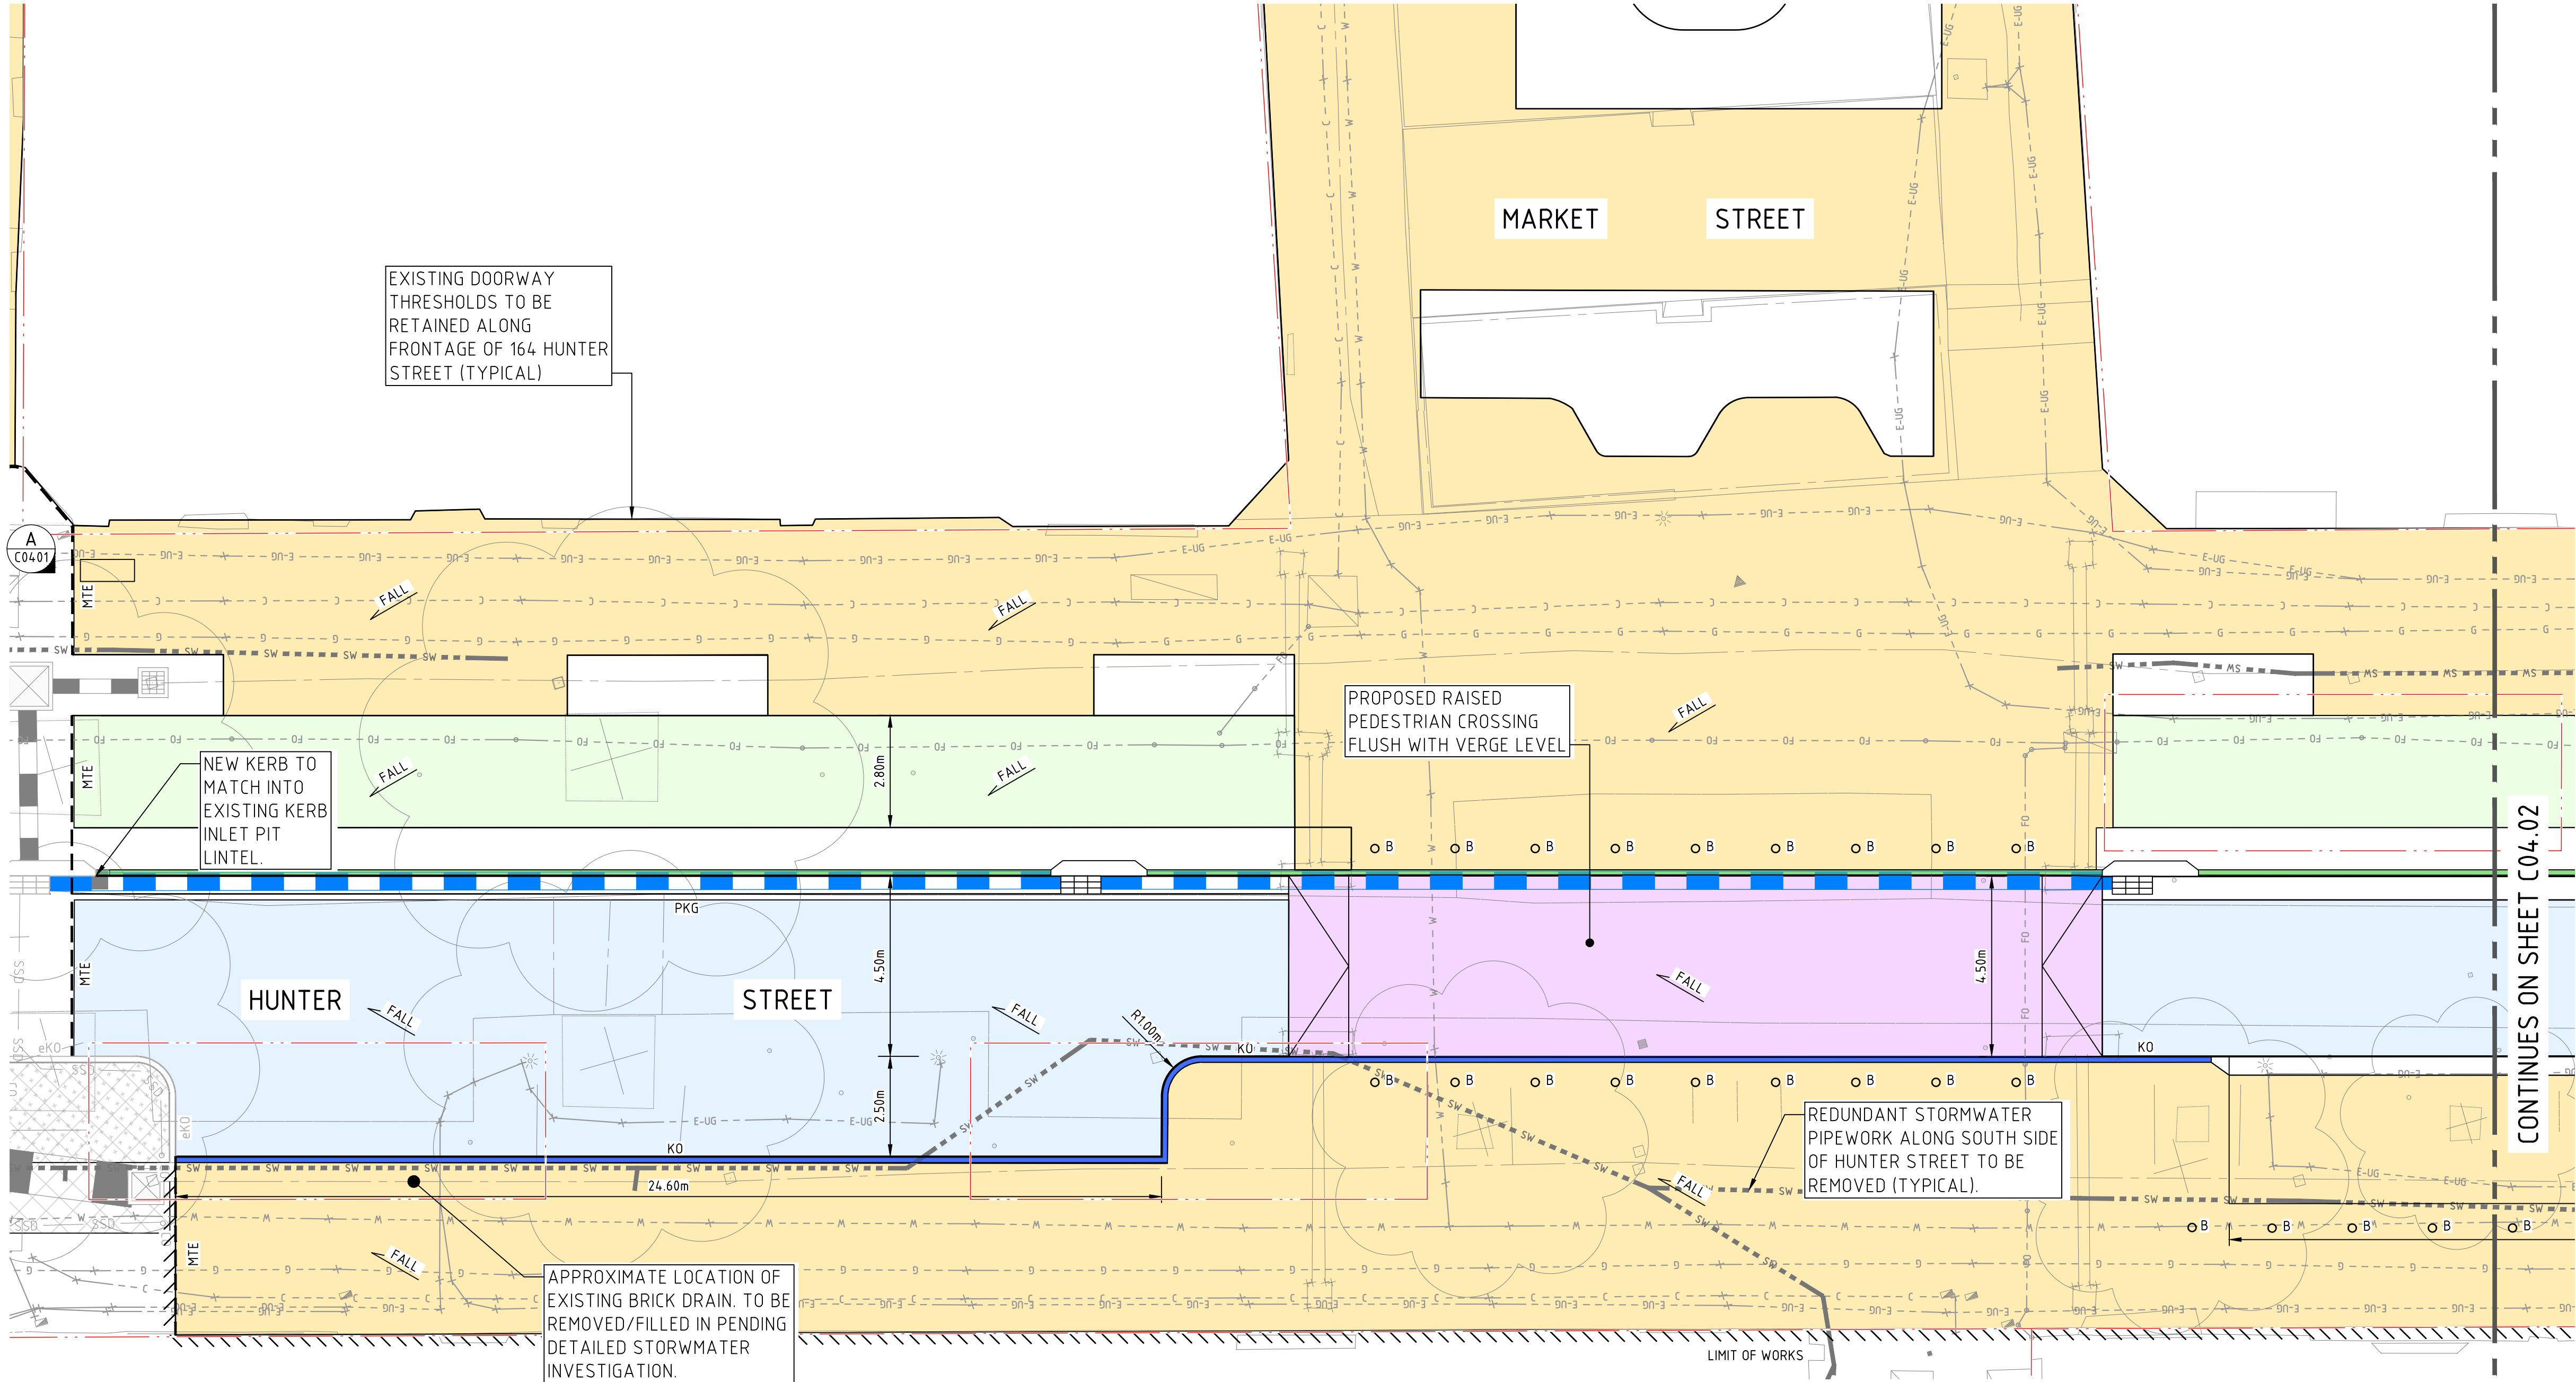 MARKET STREET
EXISTING DOORWAY
THRESHOLDS TO BE
RETAINED ALONG
FRONTAGE OF 164 HUNTER
STREET (TYPICAL)
A
C0401
MTE
FALL
FALL
PROPOSED RAISED
PEDESTRIAN CROSSING
FLUSH WITH VERGE LEVEL
FALL
NEW KERB TO
MATCH INTO
EXISTING KERB
INLET PIT
LINTEL.
MTE
FALL
FALL
2.80m
B B B B B B B B B
PKG
MTE
HUNTER STREET
FALL
FALL
4.50m
FALL
4.50m
CONTINUES ON SHEET C04.02
R1.00m
KO
KO
eKO
eKO
2.50m
B B B B B B B B B
KO
24.60m
REDUNDANT STORMWATER
PIPEWORK ALONG SOUTH SIDE
OF HUNTER STREET TO BE
REMOVED (TYPICAL).
FALL
B B B B B
MTE
FALL
APPROXIMATE LOCATION OF
EXISTING BRICK DRAIN. TO BE
REMOVED/FILLED IN PENDING
DETAILED STORWMATER
INVESTIGATION.
LIMIT OF WORKS